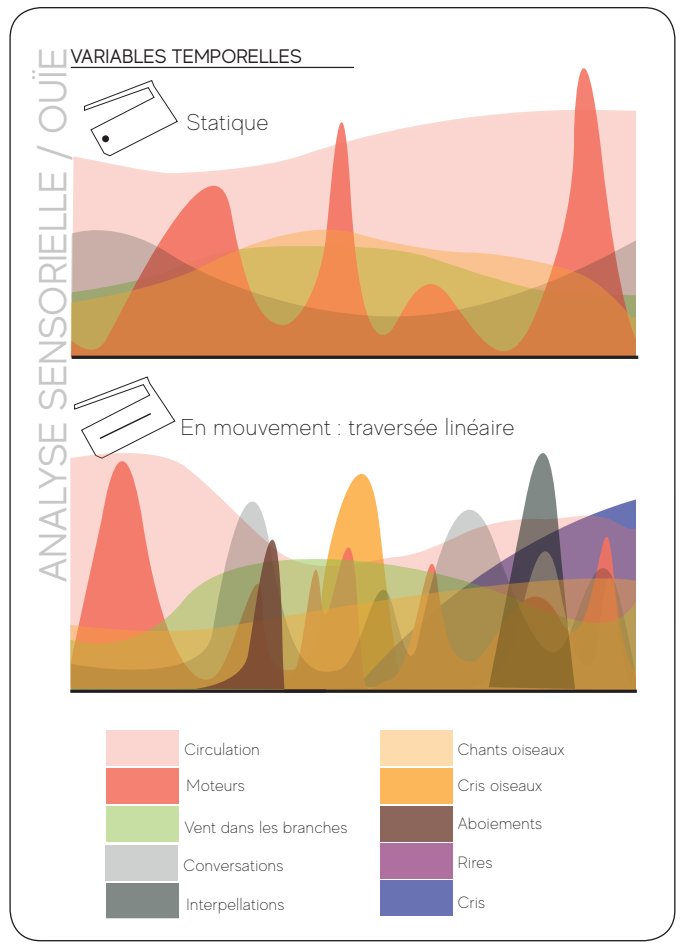 ANALYSE SENSORIELLE / OUÏE
VARIABLES TEMPORELLES
Statique
En mouvement : traversée linéaire
Circulation
Moteurs
Vent dans les branches
Conversations
Interpellations
Chants oiseaux
Cris oiseaux
Aboiements
Rires
Cris